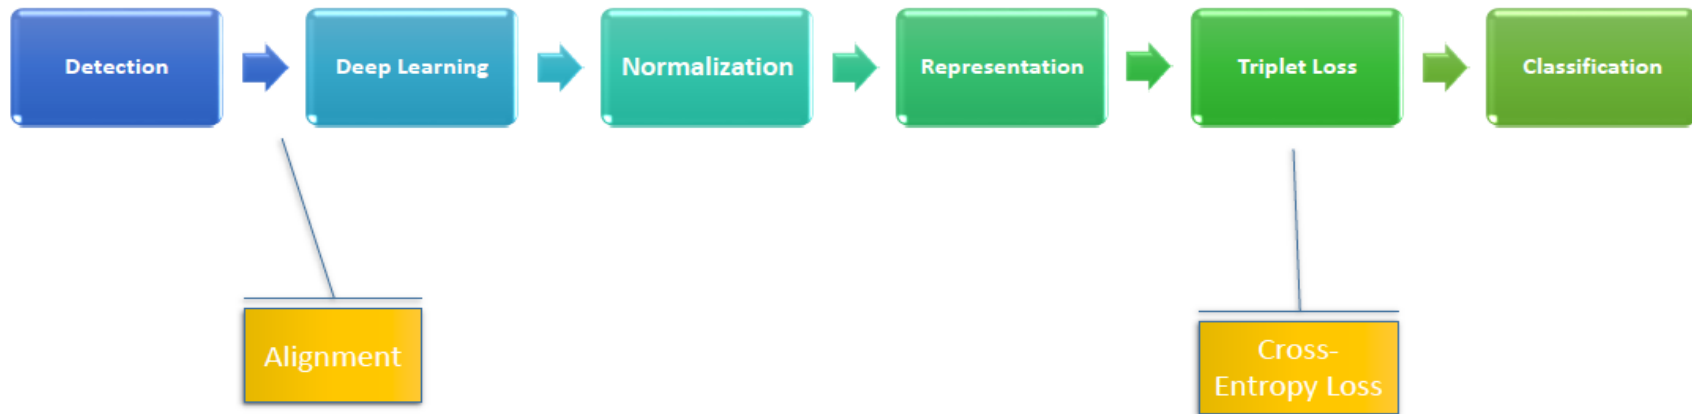 Detection
Deep Learning
Normalization
Representation
Triplet Loss
Classification
Alignment
Cross-
Entropy Loss